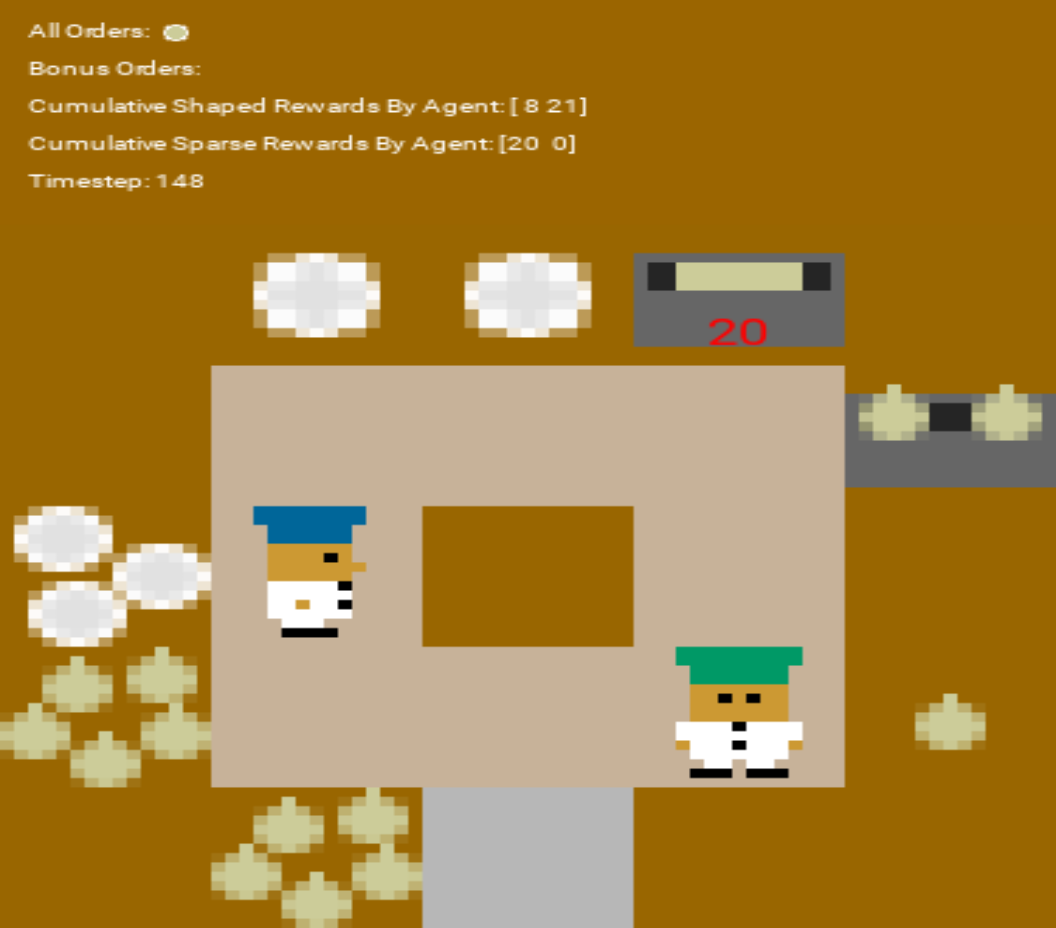 All Orders:
Bonus Orders:
Cumulative Shaped Rewards By Agent: [ 8 21]
Cumulative Sparse Rewards By Agent: [20  0]
Timestep: 148
20